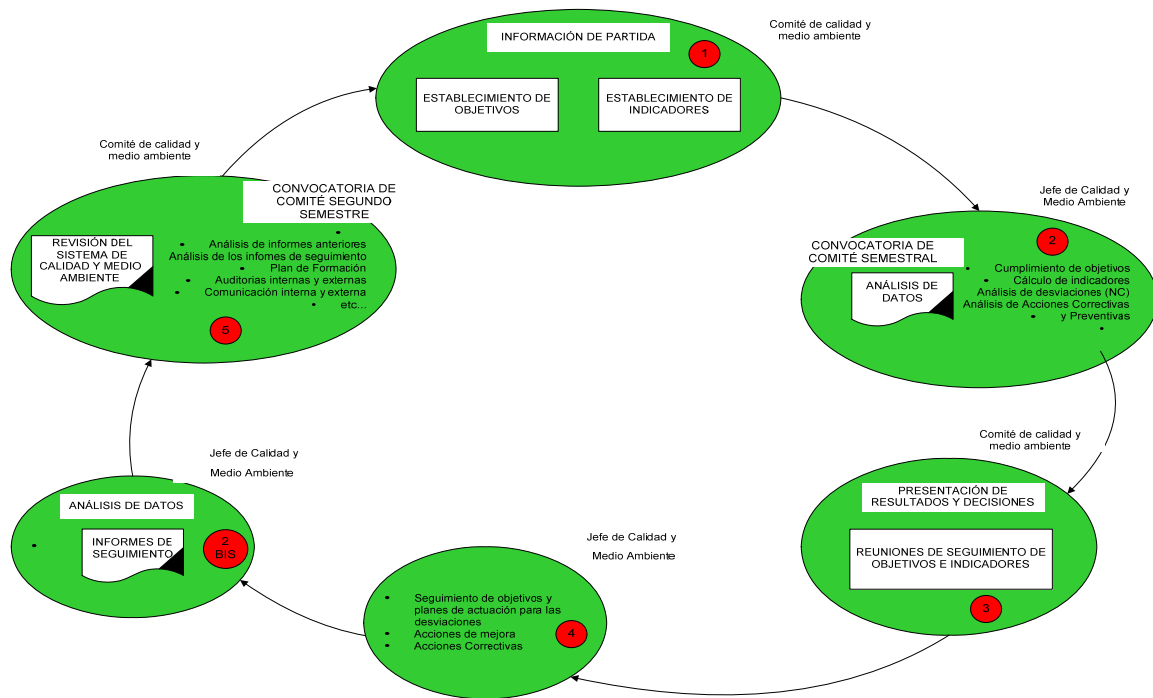 Comité de calidad y
medio ambiente
INFORMACIÓN DE PARTIDA
1
ESTABLECIMIENTO DE
OBJETIVOS
ESTABLECIMIENTO DE
INDICADORES
Jefe de Calidad y
Medio Ambiente
2
CONVOCATORIA DE
COMITÉ SEMESTRAL
ANÁLISIS DE
DATOS
• Cumplimiento de objetivos
• Cálculo de indicadores
Análisis de desviaciones (NC)
• Análisis de Acciones Correctivas
• y Preventivas
•
Comité de calidad y
medio ambiente
PRESENTACIÓN DE
RESULTADOS Y DECISIONES
REUNIONES DE SEGUIMIENTO DE
OBJETIVOS E INDICADORES
3
Jefe de Calidad y
Medio Ambiente
• Seguimiento de objetivos y
planes de actuación para las
desviaciones
• Acciones de mejora
• Acciones Correctivas
4
Jefe de Calidad y
Medio Ambiente
ANÁLISIS DE DATOS
INFORMES DE
SEGUIMIENTO
2
BIS
•
Comité de calidad y
medio ambiente
CONVOCATORIA DE
COMITÉ SEGUNDO
SEMESTRE
REVISIÓN DEL
SISTEMA DE
CALIDAD Y MEDIO
AMBIENTE
•
• Análisis de informes anteriores
Análisis de los infomes de seguimiento
• Plan de Formación
• Auditorias internas y externas
• Comunicación interna y externa
• etc...
5